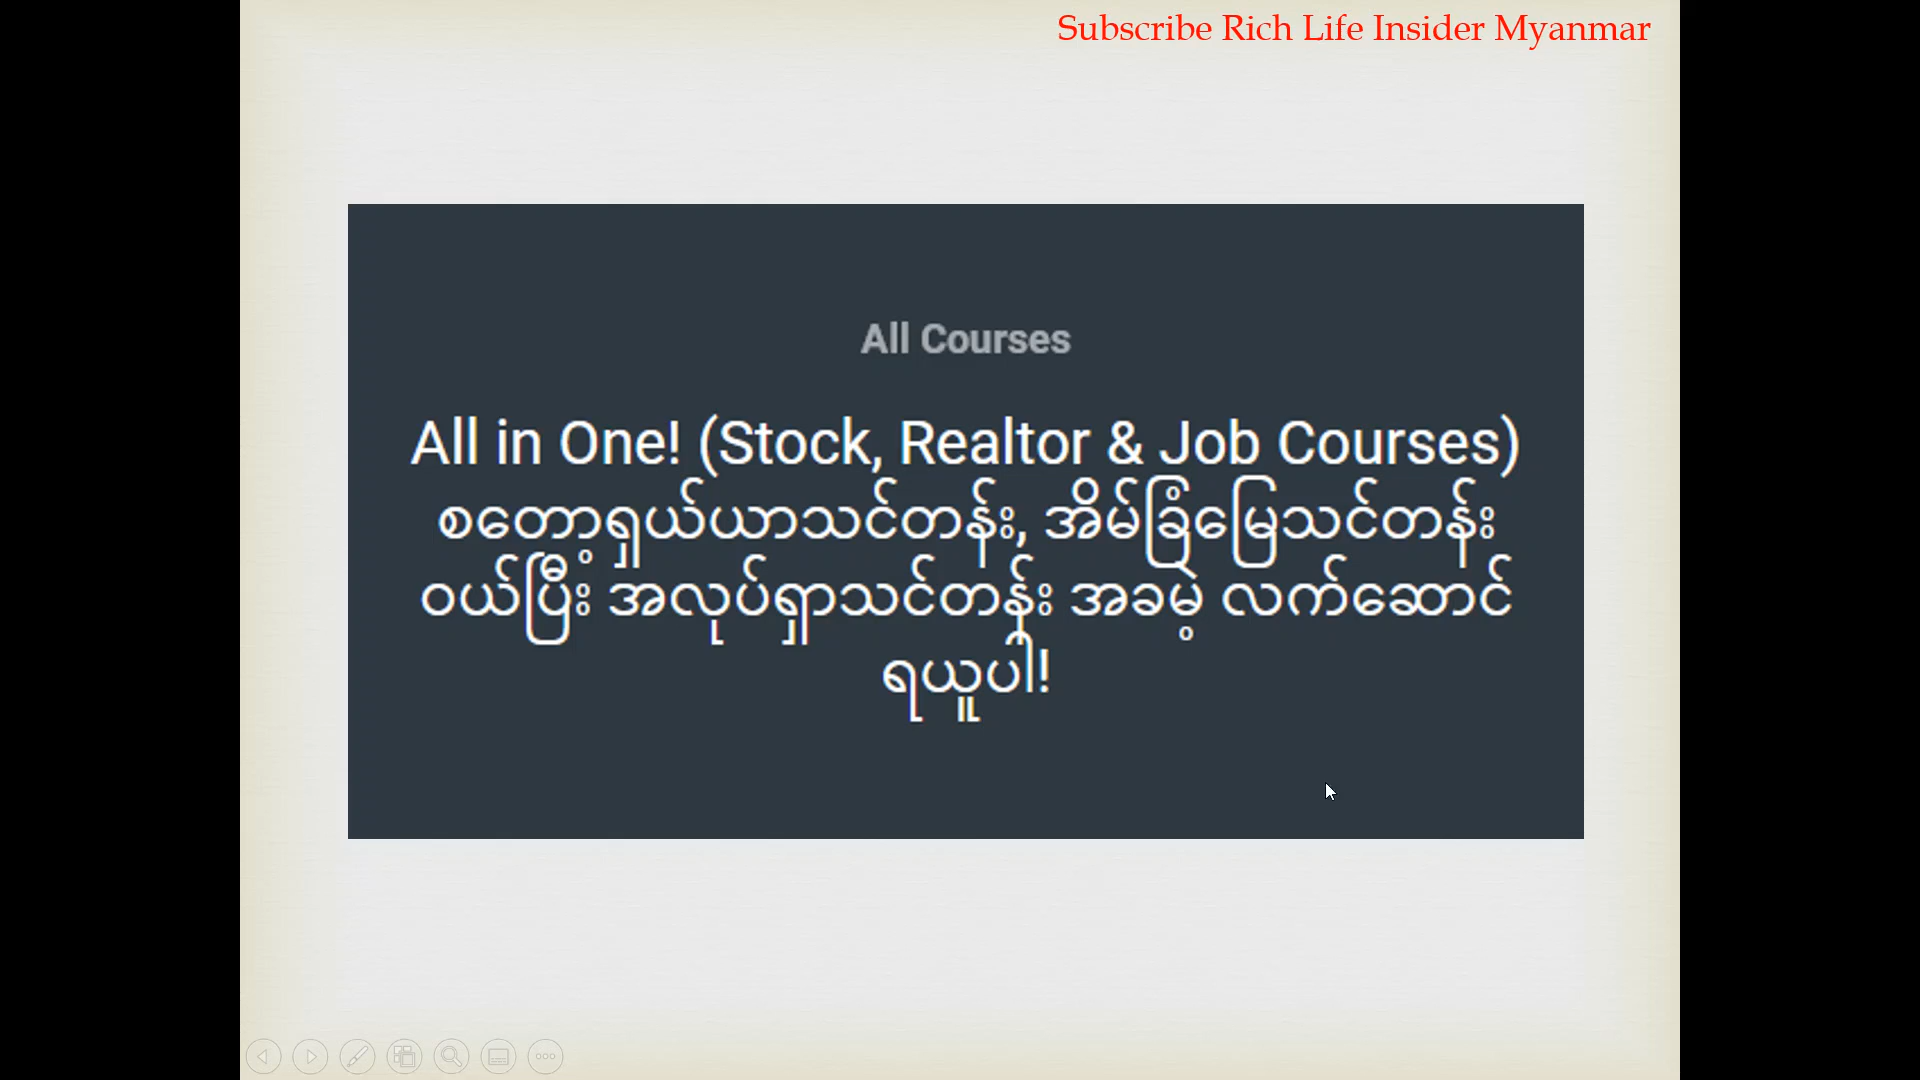 Subscribe Rich Life Insider Myanmar
All Courses
All in One! (Stock, Realtor & Job Courses)
စတော့ရှယ်ယာသင်တန်း, အိမ်ခြံမြေသင်တန်း
ဝယ်ပြီး အလုပ်ရှာသင်တန်း အခမဲ့ လက်ဆောင်
ရယူပါ!